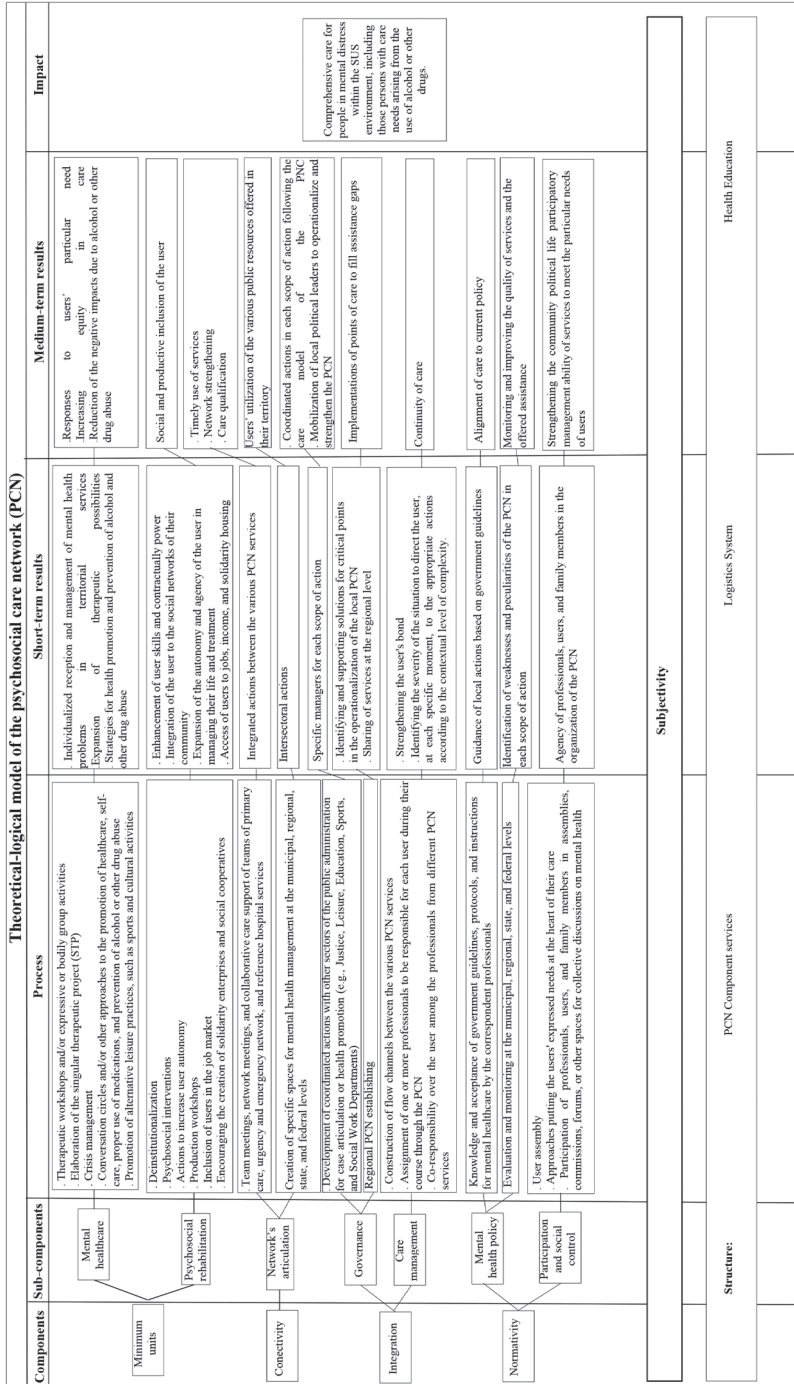 Theoretical-logical model of the psychosocial care network (PCN)
Components
Sub-components
Process
Short-term results
Medium-term results
Impact
Minimum
units
Conectivity
Integration
Normativity
Mental
healthcare
Psychosocial
rehabilitation
Network's
articulation
Governance
Care
management
Mental
health policy
Participation
and social
control
. Therapeutic workshops and/or expressive or bodily group activities
. Elaboration of the singular therapeutic project (STP)
. Crisis management
. Conversation circles and/or other approaches to the promotion of healthcare, self-
care, proper use of medications, and prevention of alcohol or other drug abuse
. Promotion of alternative leisure practices, such as sports and cultural activities
. Deinstitutionalization
. Psychosocial interventions
. Actions to increase user autonomy
. Production workshops
. Inclusion of users in the job market
. Encouraging the creation of solidarity enterprises and social cooperatives
. Team meetings, network meetings, and collaborative care support of teams of primary
care, urgency and emergency network, and reference hospital services
Creation of specific spaces for mental health management at the municipal, regional,
state, and federal levels
. Development of coordinated actions with other sectors of the public administration
for case articulation or health promotion (e.g., Justice, Leisure, Education, Sports,
and Social Work Departments)
Regional PCN establishing
. Construction of flow channels between the various PCN services
. Assignment of one or more professionals to be responsible for each user during their
course through the PCN
. Co-responsibility over the user among the professionals from different PCN
services
Knowledge and acceptance of government guidelines, protocols, and instructions
for mental healthcare by the correspondent professionals
Evaluation and monitoring at the municipal, regional, state, and federal levels
. User assembly
. Approaches putting the users' expressed needs at the heart of their care
. Participation of professionals, users, and family members in assemblies,
commissions, forums, or other spaces for collective discussions on mental health
. Individualized reception and management of mental health
problems in territorial services
. Expansion of therapeutic possibilities
. Strategies for health promotion and prevention of alcohol and
other drug abuse
. Enhancement of user skills and contractually power
. Integration of the user to the social networks of their
community
. Expansion of the autonomy and agency of the user in
managing their life and treatment
. Access of users to jobs, income, and solidarity housing
Integrated actions between the various PCN services
Intersectoral actions
Specific managers for each scope of action
. Identifying and supporting solutions for critical points
in the operationalization of the local PCN
. Sharing of services at the regional level
. Strengthening the user's bond
. Identifying the severity of the situation to direct the user,
at each specific moment, to the appropriate actions
according to the contextual level of complexity.
Guidance of local actions based on government guidelines
Identification of weaknesses and peculiarities of the PCN in
each scope of action
Agency of professionals, users, and family members in the
organization of the PCN
.Responses to users' particular need
.Increasing equity in care
. Reduction of the negative impacts due to alcohol or other
drug abuse
Social and productive inclusion of the user
. Timely use of services
. Network strengthening
. Care qualification
Users' utilization of the various public resources offered in
their territory
. Coordinated actions in each scope of action following the
care model of the PNC
. Mobilization of local political leaders to operationalize and
strengthen the PCN
Implementations of points of care to fill assistance gaps
Continuity of care
Alignment of care to current policy
Monitoring and improving the quality of services and the
offered assistance
Strengthening the community political life participatory
management ability of services to meet the particular needs
of users
Comprehensive care for
people in mental distress
within the SUS
environment, including
those persons with care
needs arising from the
use of alcohol or other
drugs.
Subjectivity
Structure:
PCN Component services
Logistics System
Health Education